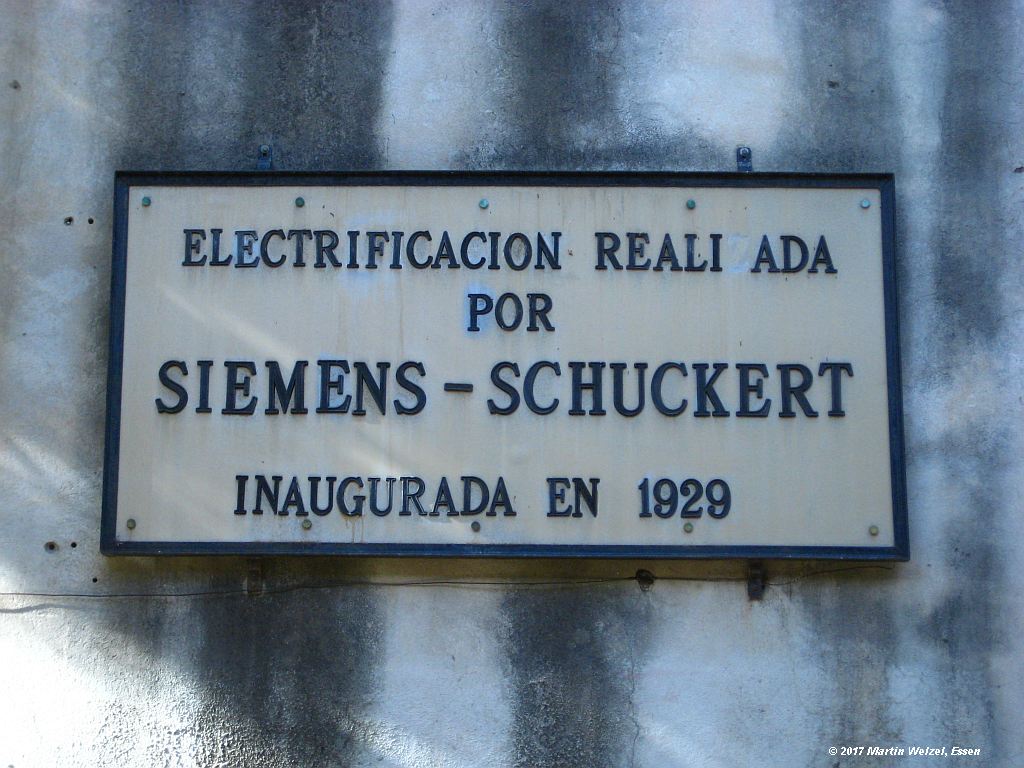 ELECTRIFICACION REALI ADA
POR
SIEMENS - SCHUCKERT
INAUGURADA EN 1929
© 2017 Martin Welzel, Essen